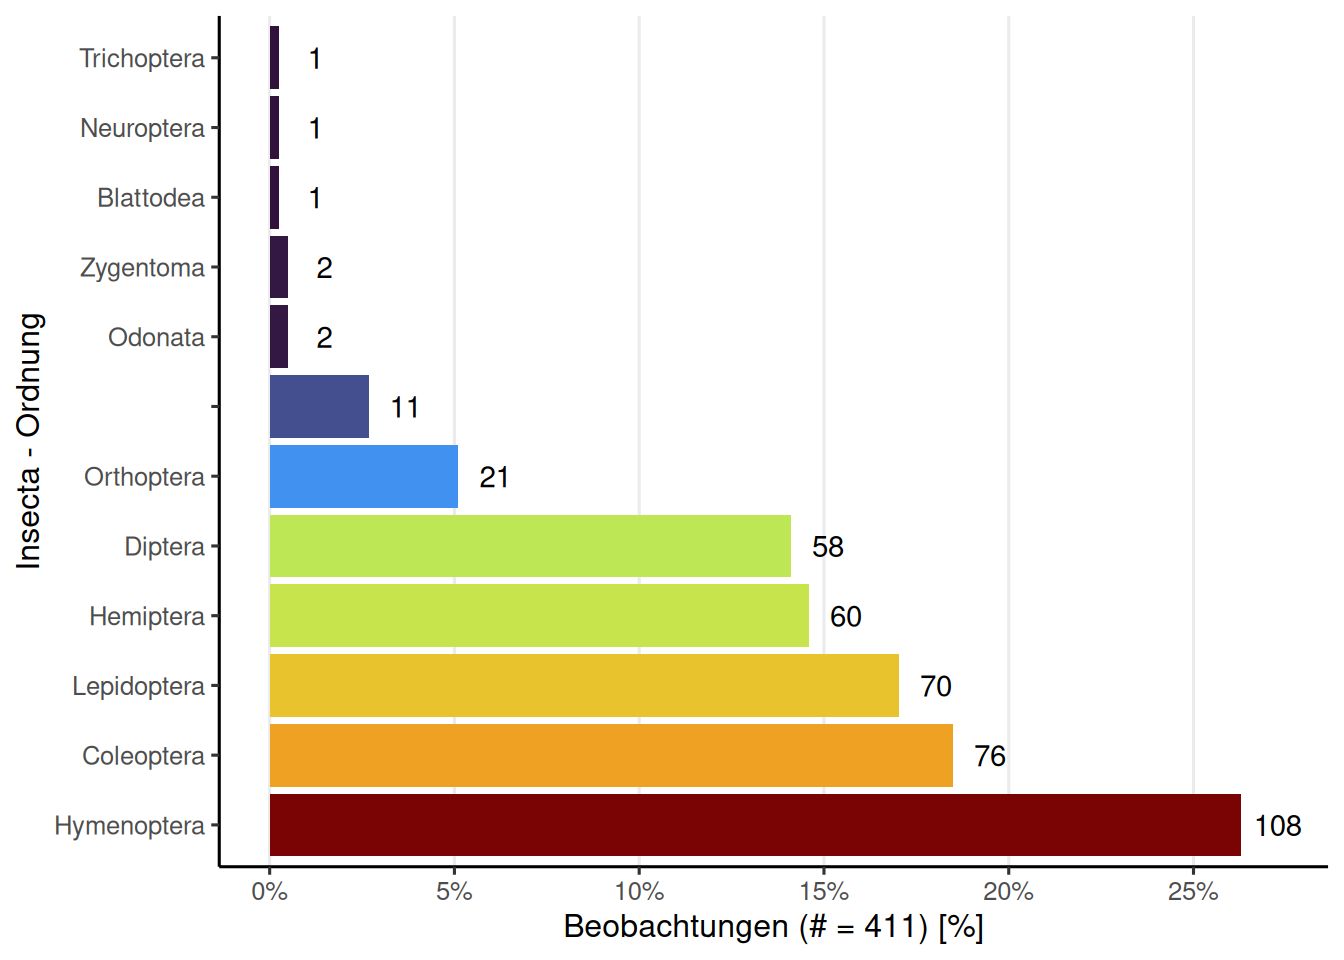 Insecta - Ordnung
Trichoptera 1
Neuroptera 1
Blattodea 1
Zygentoma 2
Odonata 2
11
Orthoptera 21
Diptera 58
Hemiptera 60
Lepidoptera 70
Coleoptera 76
Hymenoptera 108
0% 5% 10% 15% 20% 25%
Beobachtungen (# = 411) [%]